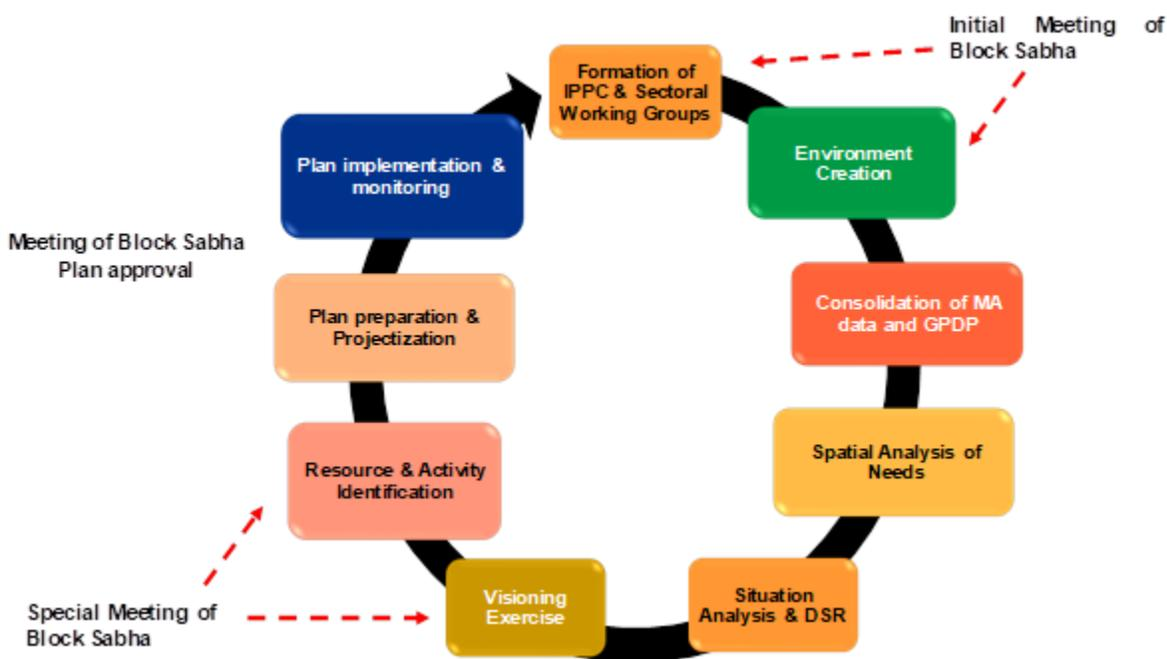 Initial Meeting of
Block Sabha
Formation of
IPPC & Sectoral
Working Groups
Environment
Creation
Consolidation of MA
data and GPDP
Spatial Analysis of
Needs
Situation
Analysis & DSR
Visioning
Exercise
Special Meeting of
Block Sabha
Resource & Activity
Identification
Plan preparation &
Projectization
Meeting of Block Sabha
Plan approval
Plan implementation &
monitoring